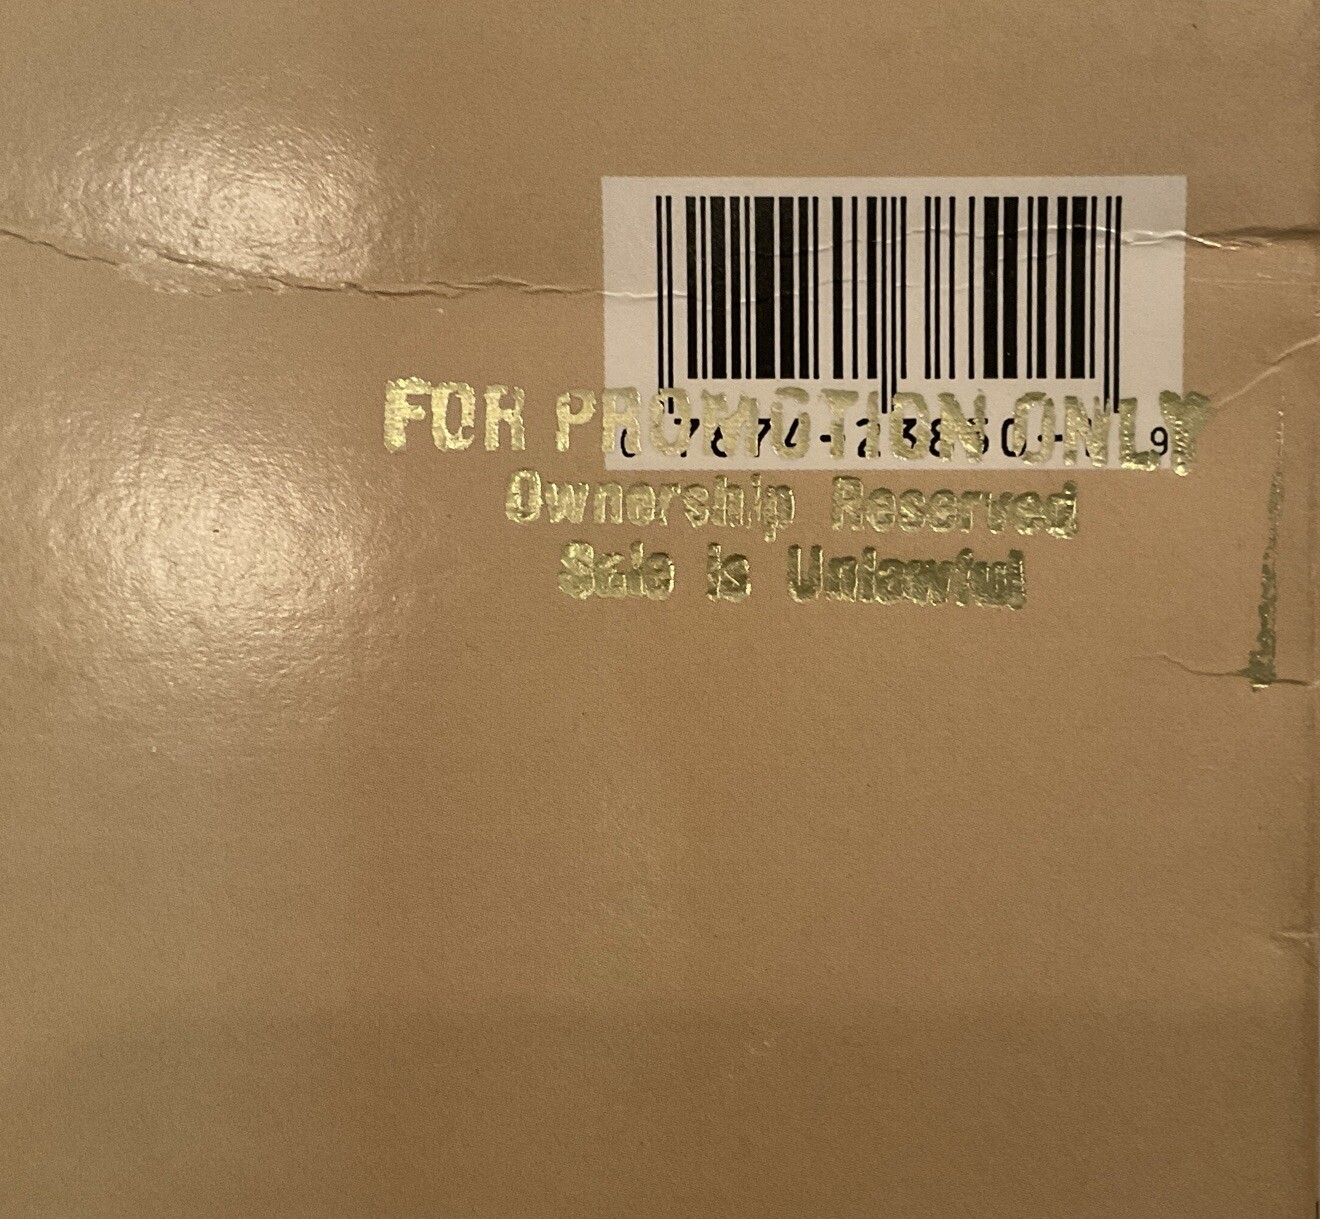 FOR PROMOTION ONLY
Ownership Reserved
Sale is Unlawful